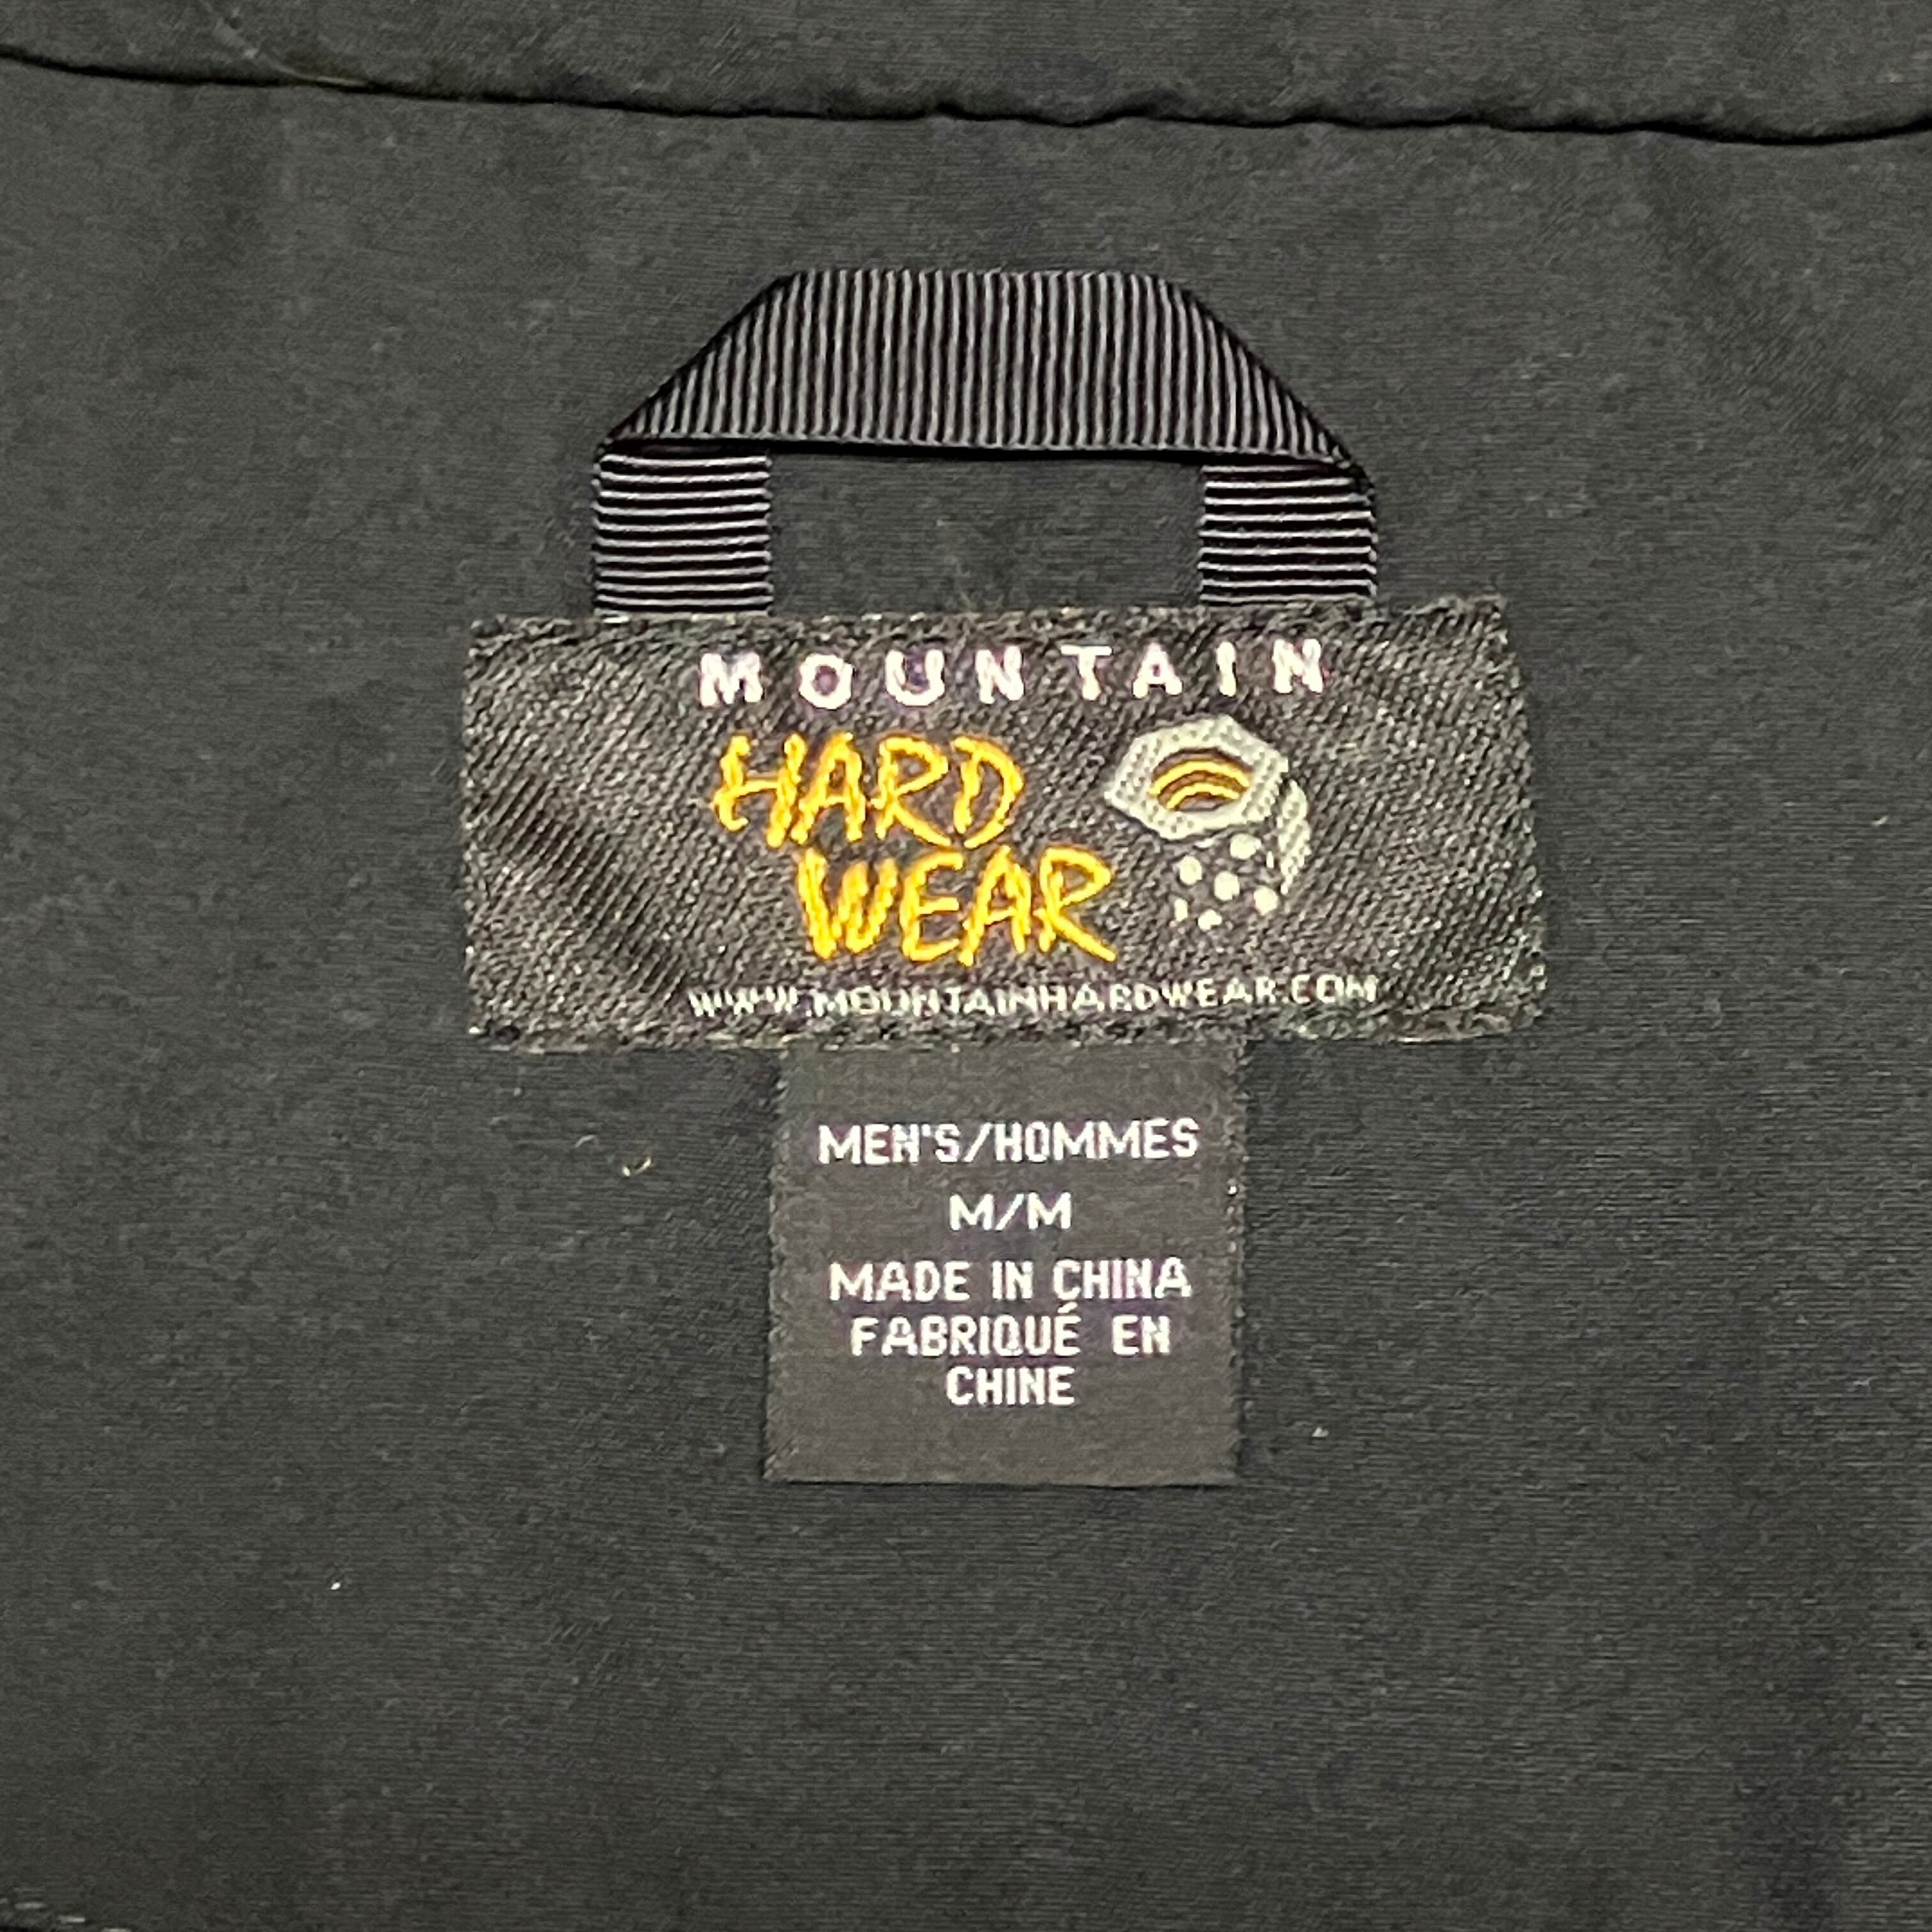 MOUNTAIN
HARD
WEAR
WWW.MOUNTAINHARDWEAR.COM
MEN'S/HOMMES
M/M
MADE IN CHINA
FABRIQUÉ EN
CHINE